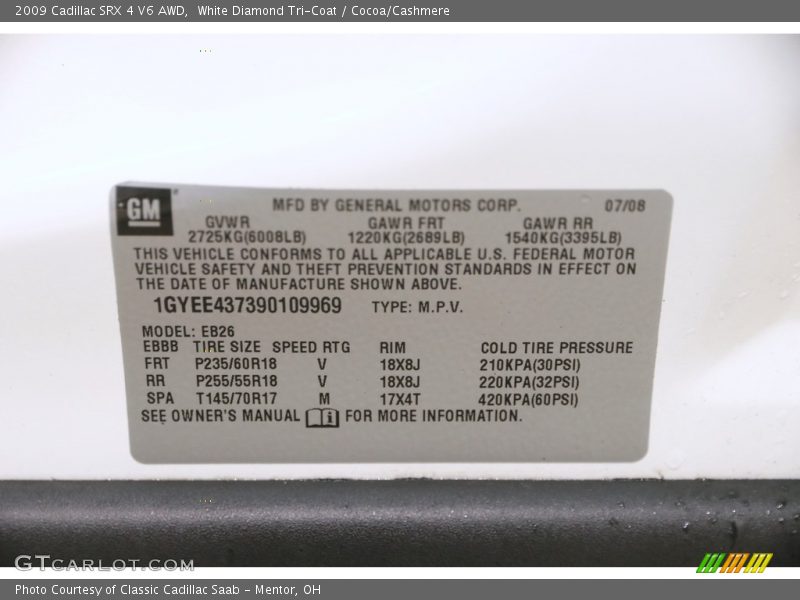 2009 Cadillac SRX 4 V6 AWD, White Diamond Tri-Coat / Cocoa/Cashmere
GM MFD BY GENERAL MOTORS CORP. 07/08
GVWR GAWR FRT GAWR RR
2725KG(6008LB) 1220KG(2689LB) 1540KG(3395LB)
THIS VEHICLE CONFORMS TO ALL APPLICABLE U.S. FEDERAL MOTOR
VEHICLE SAFETY AND THEFT PREVENTION STANDARDS IN EFFECT ON
THE DATE OF MANUFACTURE SHOWN ABOVE.
1GYEE437390109969 TYPE: M.P.V.
MODEL: EB26
EBBB TIRE SIZE SPEED RTG RIM COLD TIRE PRESSURE
FRT P235/60R18 V 18X8J 210KPA(30PSI)
RR P255/55R18 V 18X8J 220KPA(32PSI)
SPA T145/70R17 M 17X4T 420KPA(60PSI)
SEE OWNER'S MANUAL i FOR MORE INFORMATION.
GTCARLOT.COM
Photo Courtesy of Classic Cadillac Saab - Mentor, OH